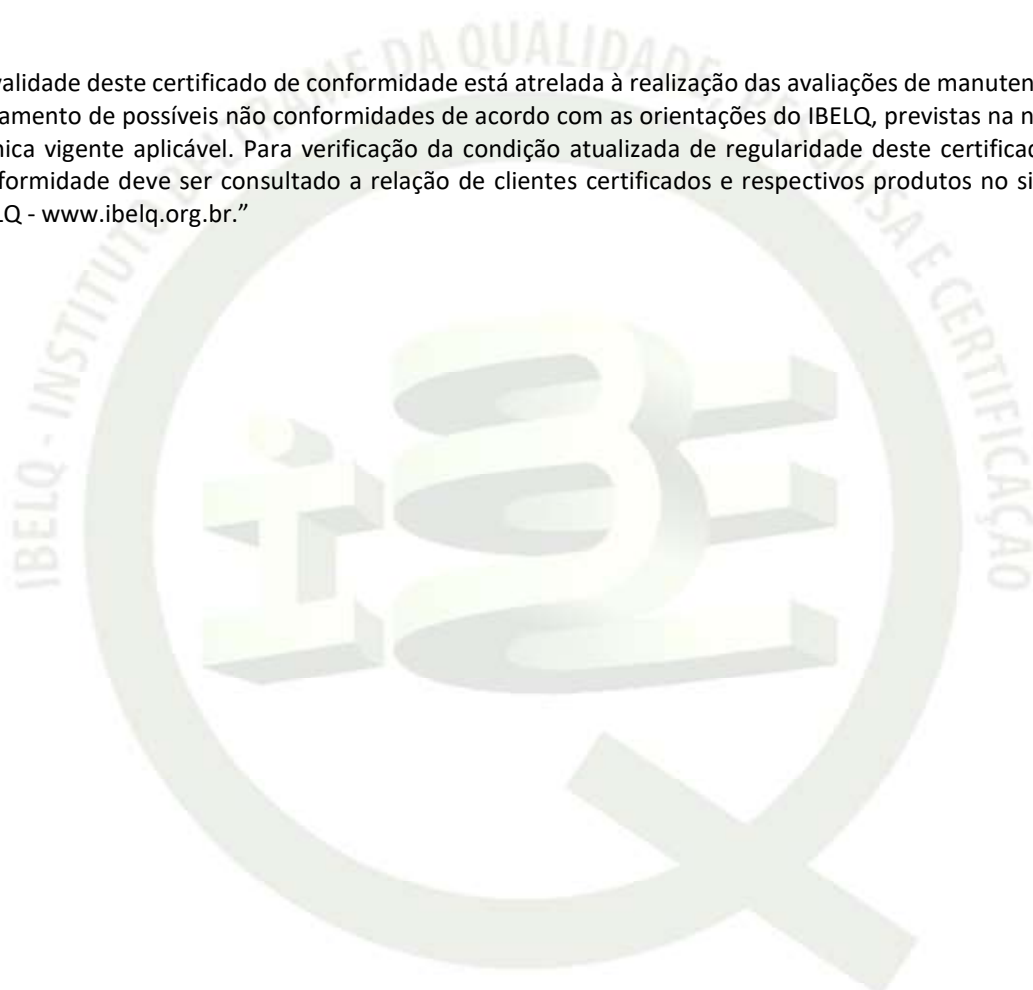 validade deste certificado de conformidade está atrelada à realização das avaliações de manuten
amento de possíveis não conformidades de acordo com as orientações do IBELQ, previstas na n
nica vigente aplicável. Para verificação da condição atualizada de regularidade deste certificad
formidade deve ser consultado a relação de clientes certificados e respectivos produtos no si
LQ - www.ibelq.org.br.”
IBELQ - INSTITUTO DA QUALIDADE, PESQUISA E CERTIFICAÇÃO
iBE